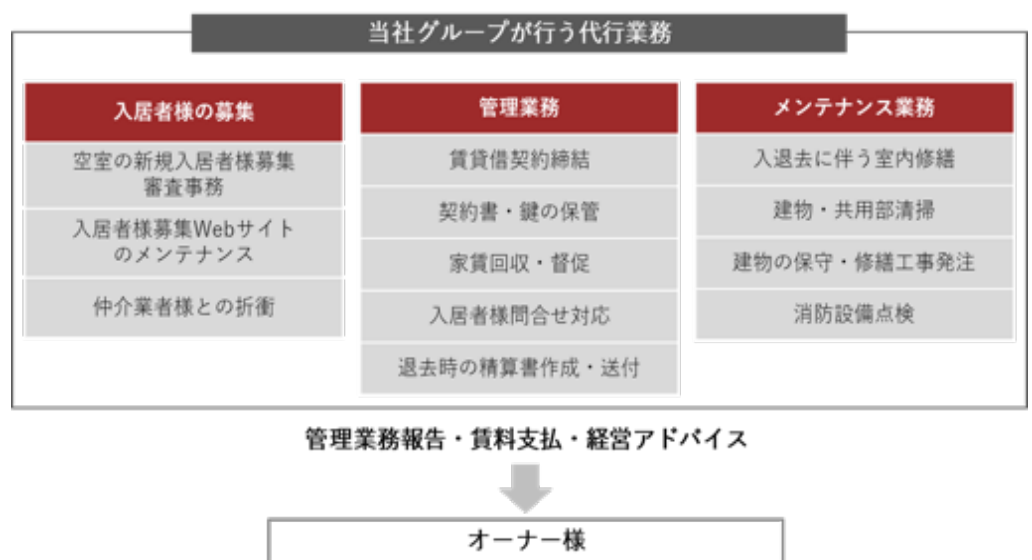 当社グループが行う代行業務
入居者様の募集
空室の新規入居者様募集
審査事務
入居者様募集Webサイト
のメンテナンス
仲介業者様との折衝
管理業務
賃貸借契約締結
契約書・鍵の保管
家賃回収・督促
入居者様問合せ対応
退去時の精算書作成・送付
メンテナンス業務
入退去に伴う室内修繕
建物・共用部清掃
建物の保守・修繕工事発注
消防設備点検
管理業務報告・賃料支払・経営アドバイス
オーナー様